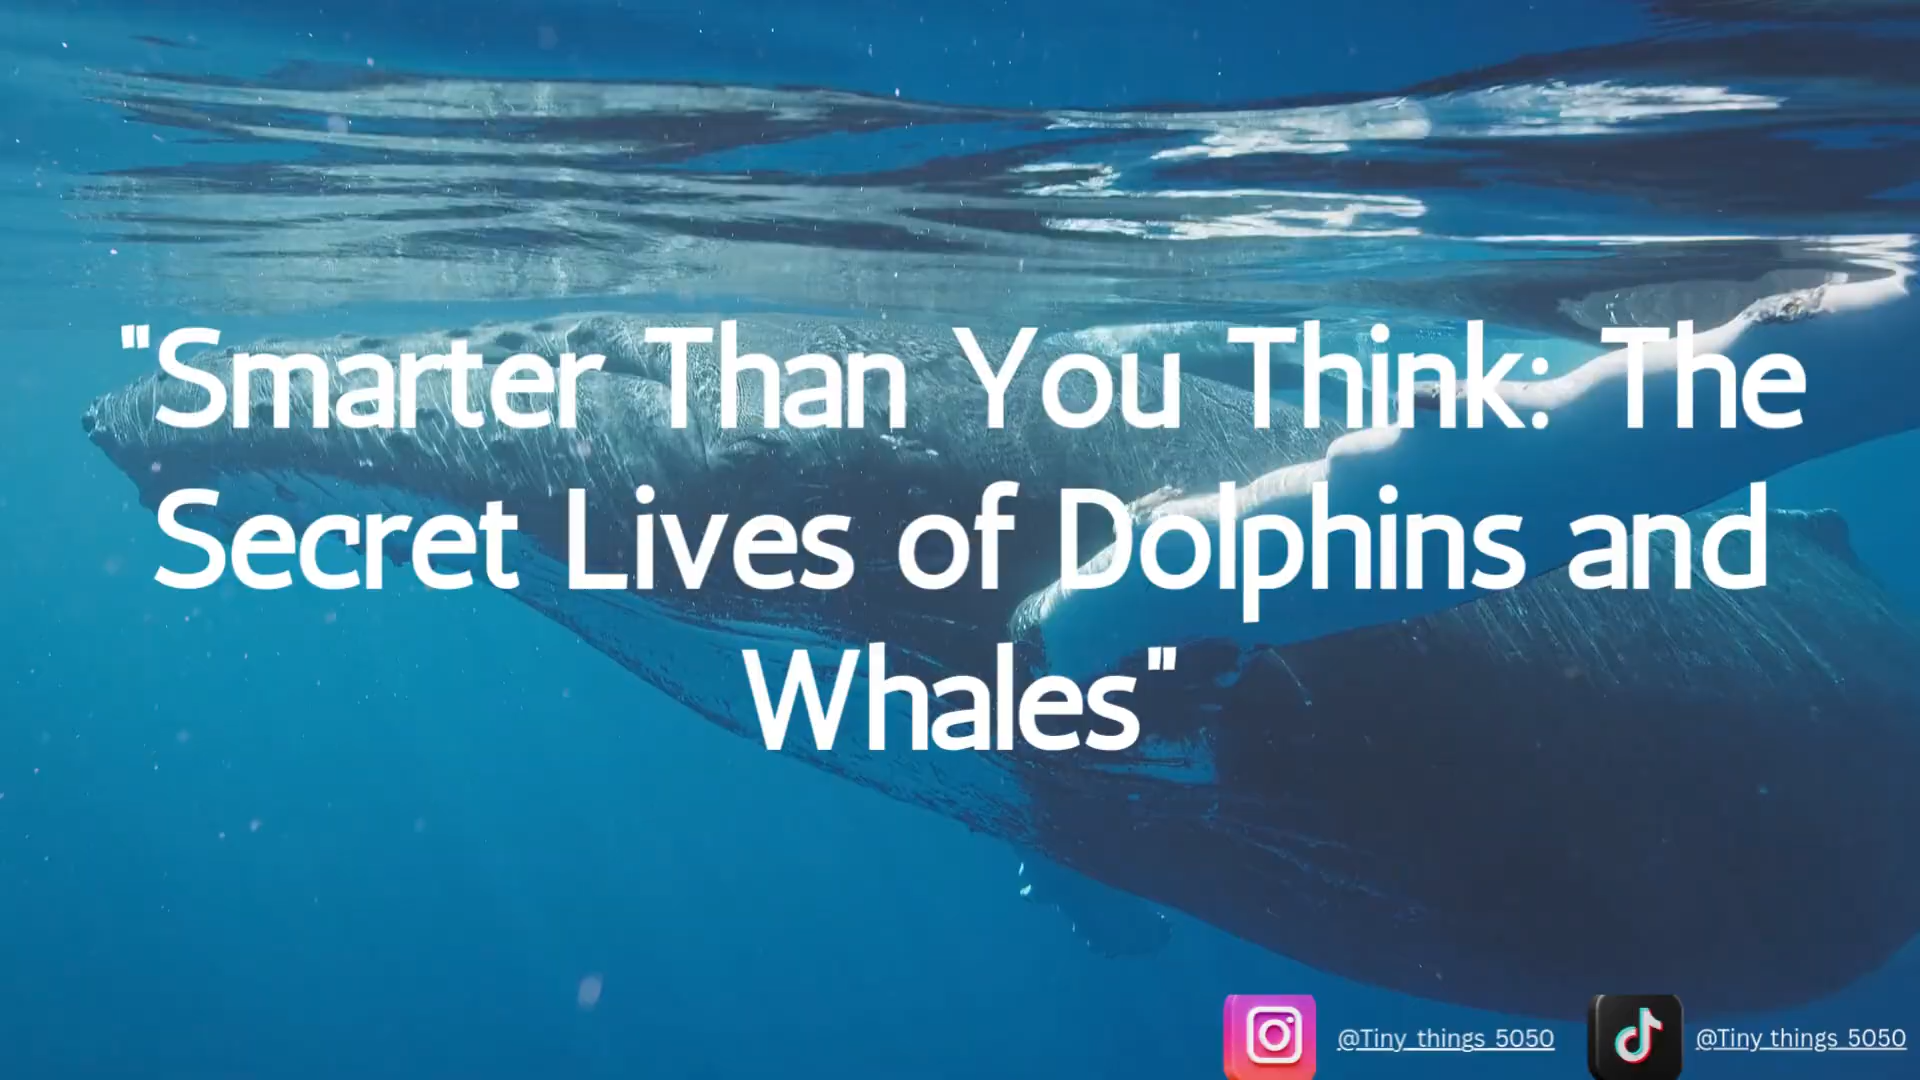 "Smarter Than You Think: The
Secret Lives of Dolphins and
Whales"
@Tiny_things_5050
@Tiny_things_5050